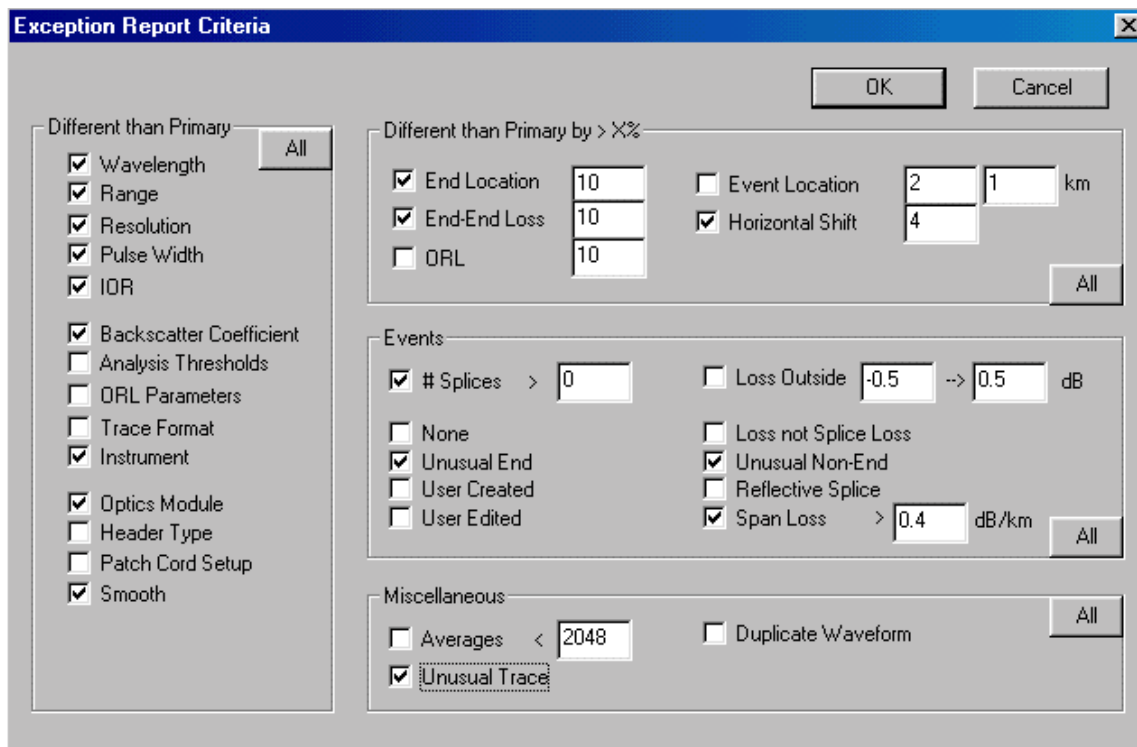 Exception Report Criteria
OK Cancel
Different than Primary
All
Wavelength
Range
Resolution
Pulse Width
IOR
Backscatter Coefficient
Analysis Thresholds
ORL Parameters
Trace Format
Instrument
Optics Module
Header Type
Patch Cord Setup
Smooth
Different than Primary by > X%
End Location 10 Event Location 2 1 km
End-End Loss 10 Horizontal Shift 4
ORL 10
All
Events
# Splices > 0 Loss Outside -0.5 --> 0.5 dB
None Loss not Splice Loss
Unusual End Unusual Non-End
User Created Reflective Splice
User Edited Span Loss > 0.4 dB/km
All
Miscellaneous
All
Averages < 2048 Duplicate Waveform
Unusual Trace